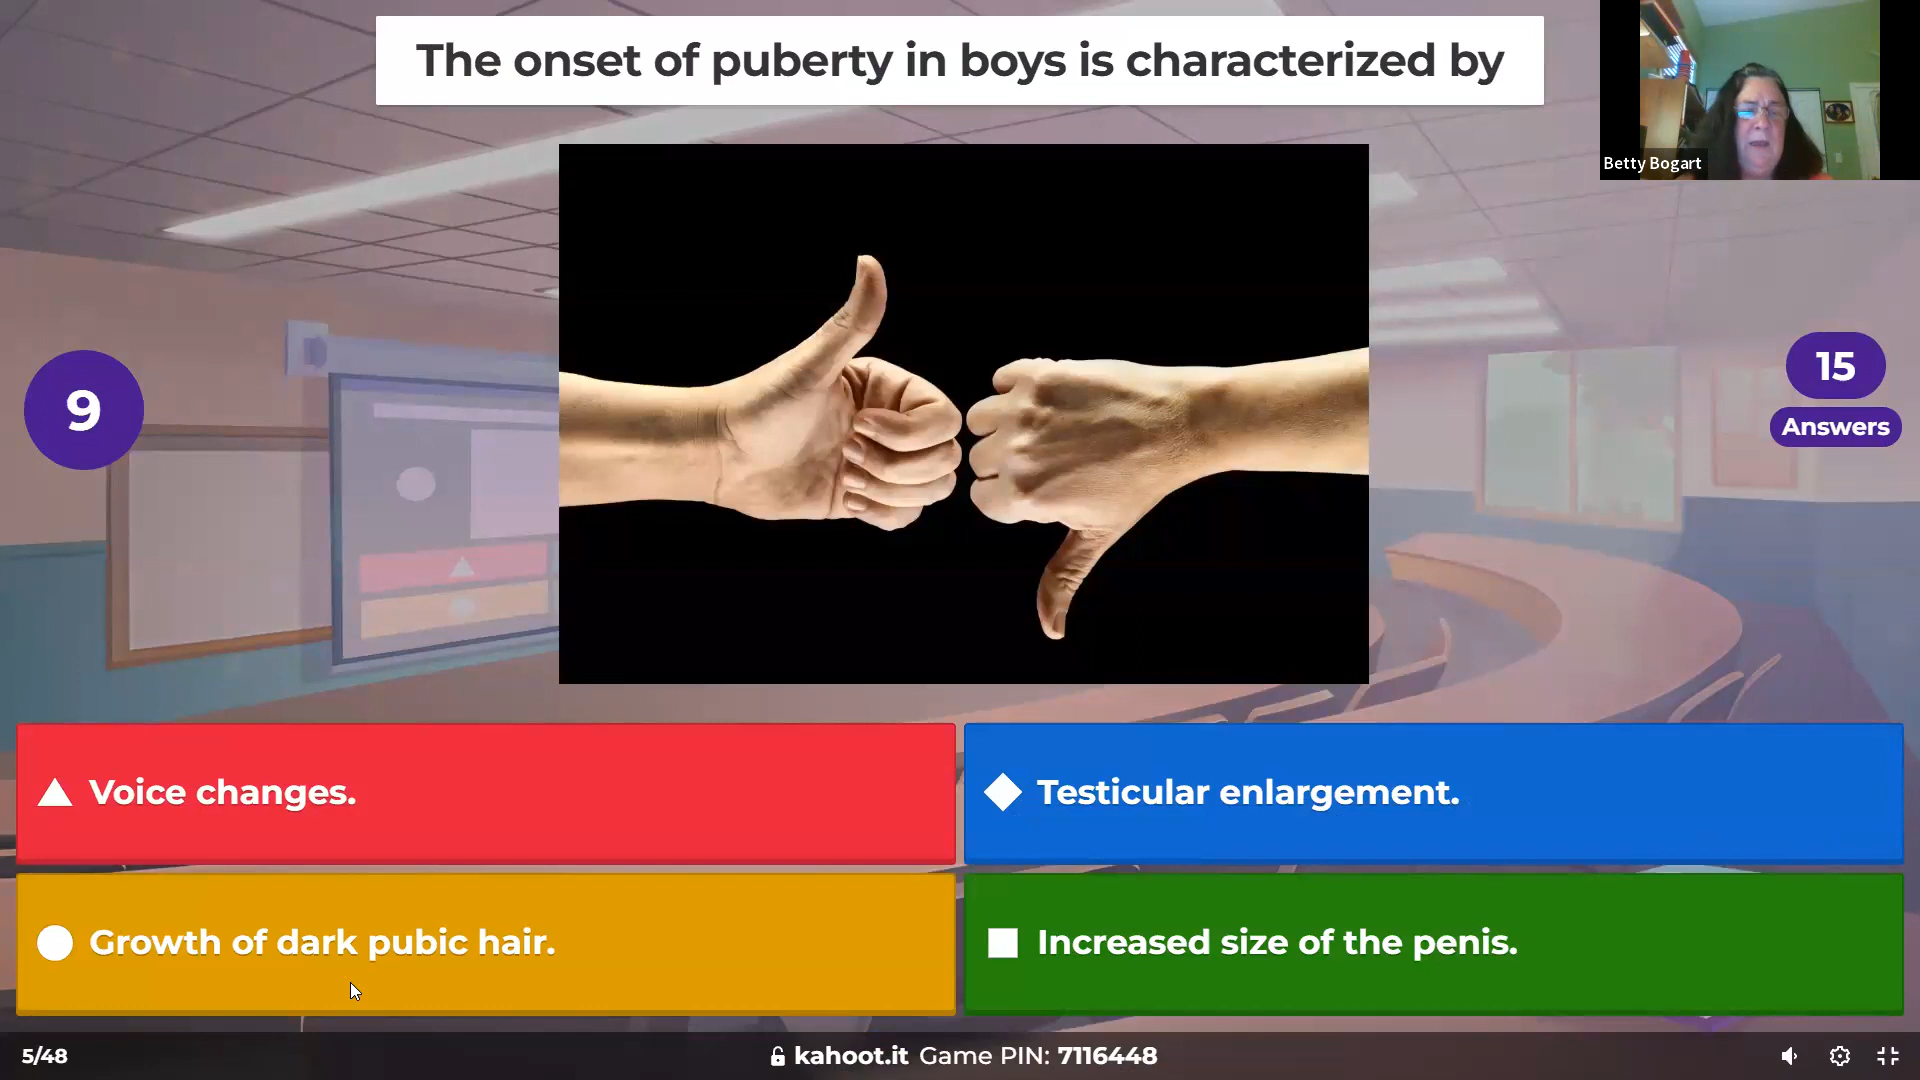 The onset of puberty in boys is characterized by
Betty Bogart
9
15
Answers
Voice changes.
Testicular enlargement.
Growth of dark pubic hair.
Increased size of the penis.
5/48
kahoot.it Game PIN: 7116448